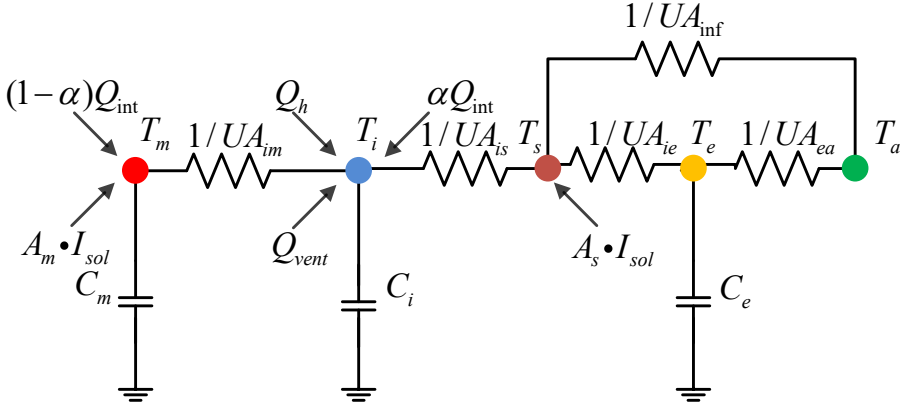 1/UA_inf
(1-α)Q_int
Q_h
αQ_int
T_m
1/UA_im
T_i
1/UA_is
T_s
1/UA_ie
T_e
1/UA_ea
T_a
A_m•I_sol
Q_vent
A_s•I_sol
C_m
C_i
C_e